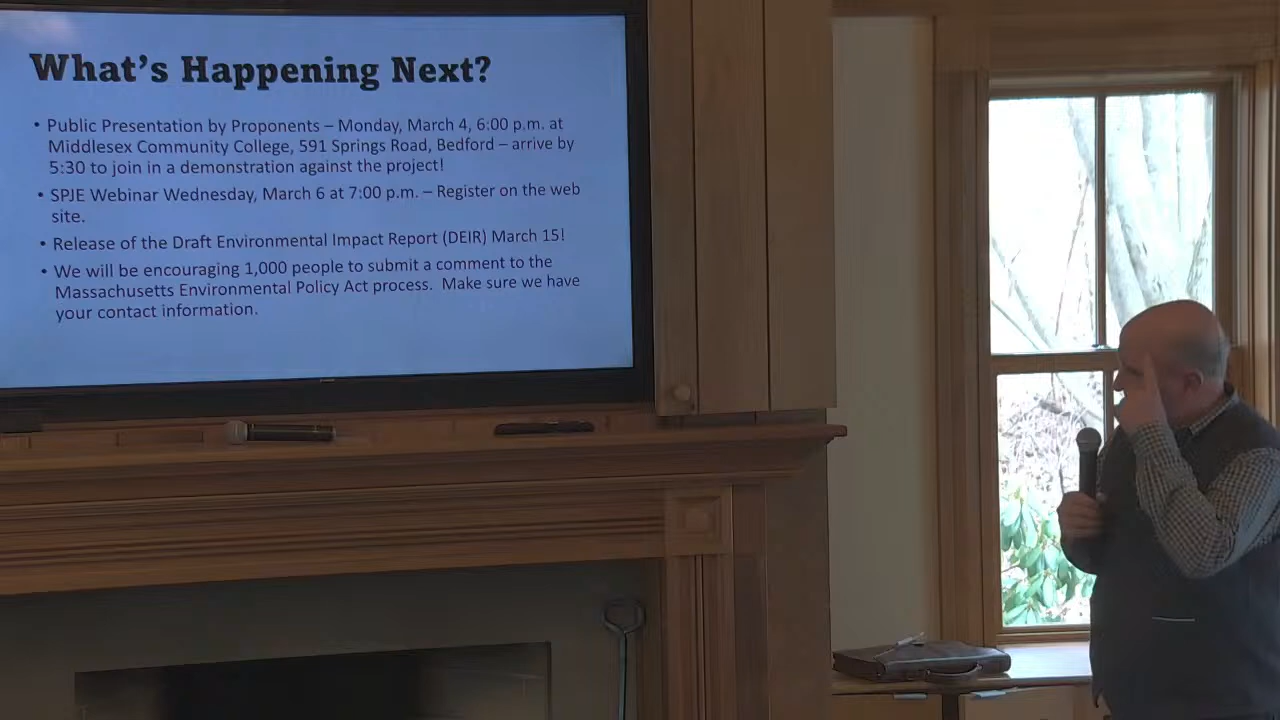 What's Happening Next?
• Public Presentation by Proponents – Monday, March 4, 6:00 p.m. at
Middlesex Community College, 591 Springs Road, Bedford – arrive by
5:30 to join in a demonstration against the project!
• SPJE Webinar Wednesday, March 6 at 7:00 p.m. – Register on the web
site.
• Release of the Draft Environmental Impact Report (DEIR) March 15!
• We will be encouraging 1,000 people to submit a comment to the
Massachusetts Environmental Policy Act process.  Make sure we have
your contact information.